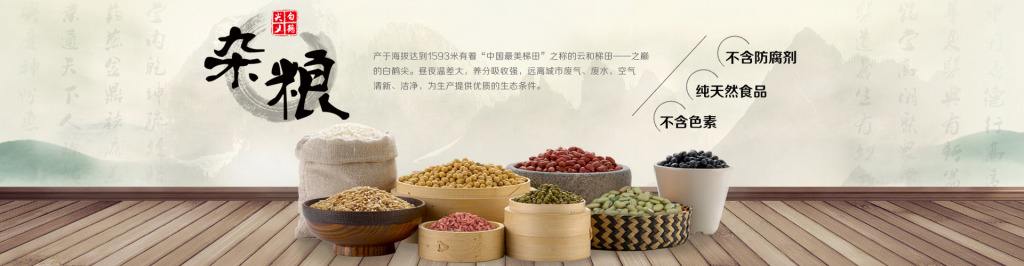 白鹤
尖
杂粮
产于海拔达到1593米有着“中国最美梯田”之称的云和梯田——之巅
的白鹤尖。昼夜温差大，养分吸收强，远离城市废气、废水，空气
清新、洁净，为生产提供优质的生态条件。
不含防腐剂
纯天然食品
不含色素